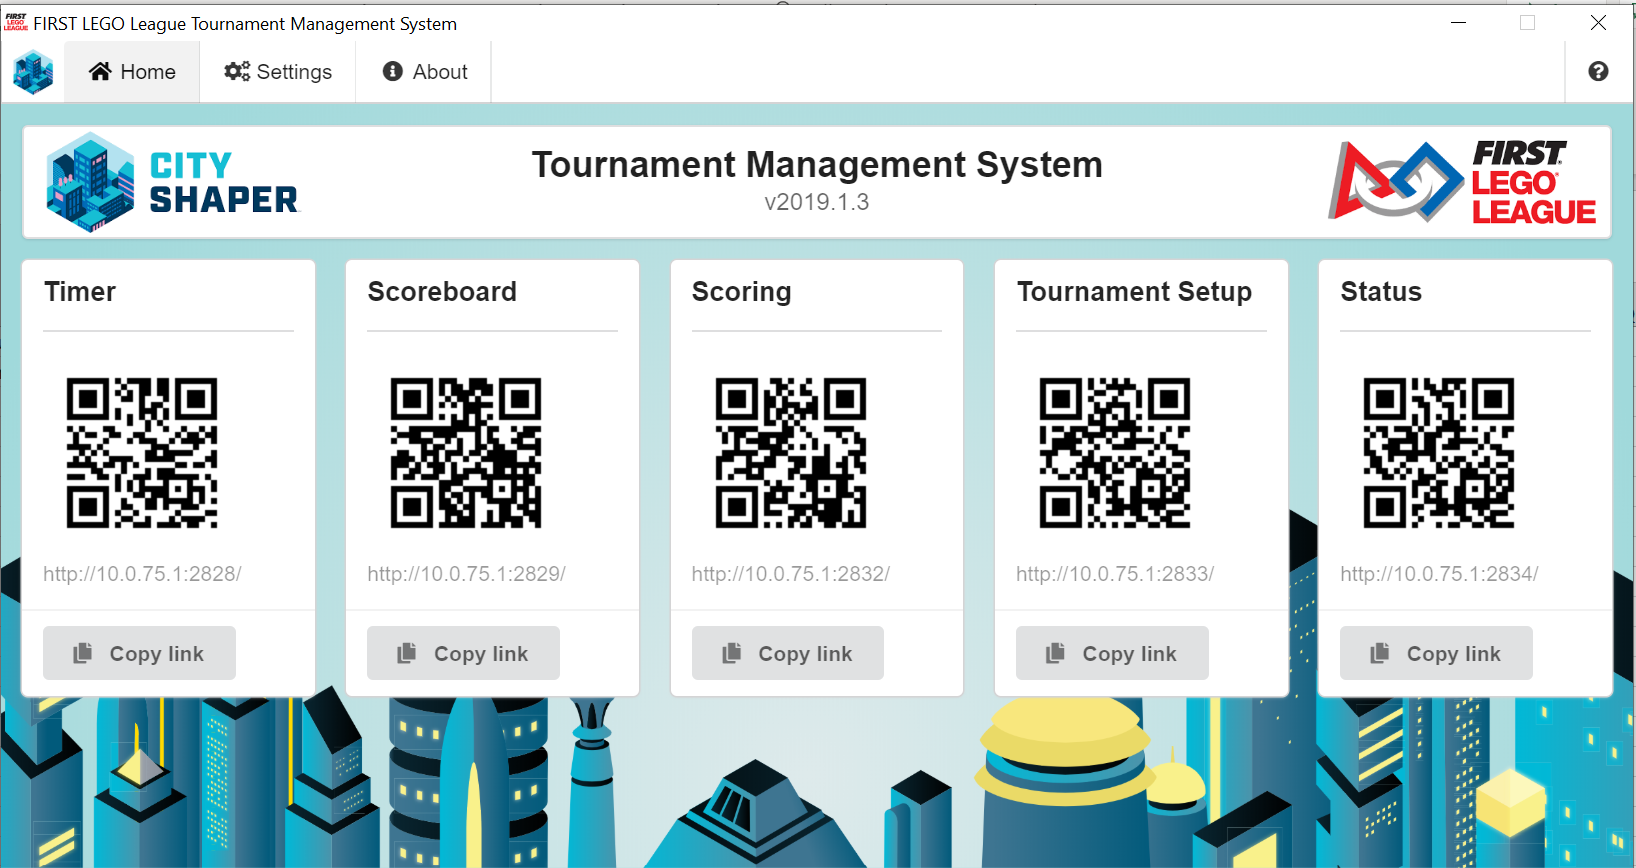 FIRST LEGO League Tournament Management System
Home
Settings
About
CITY
SHAPER
Tournament Management System
v2019.1.3
FIRST
LEGO
LEAGUE
Timer
http://10.0.75.1:2828/
Copy link
Scoreboard
http://10.0.75.1:2829/
Copy link
Scoring
http://10.0.75.1:2832/
Copy link
Tournament Setup
http://10.0.75.1:2833/
Copy link
Status
http://10.0.75.1:2834/
Copy link